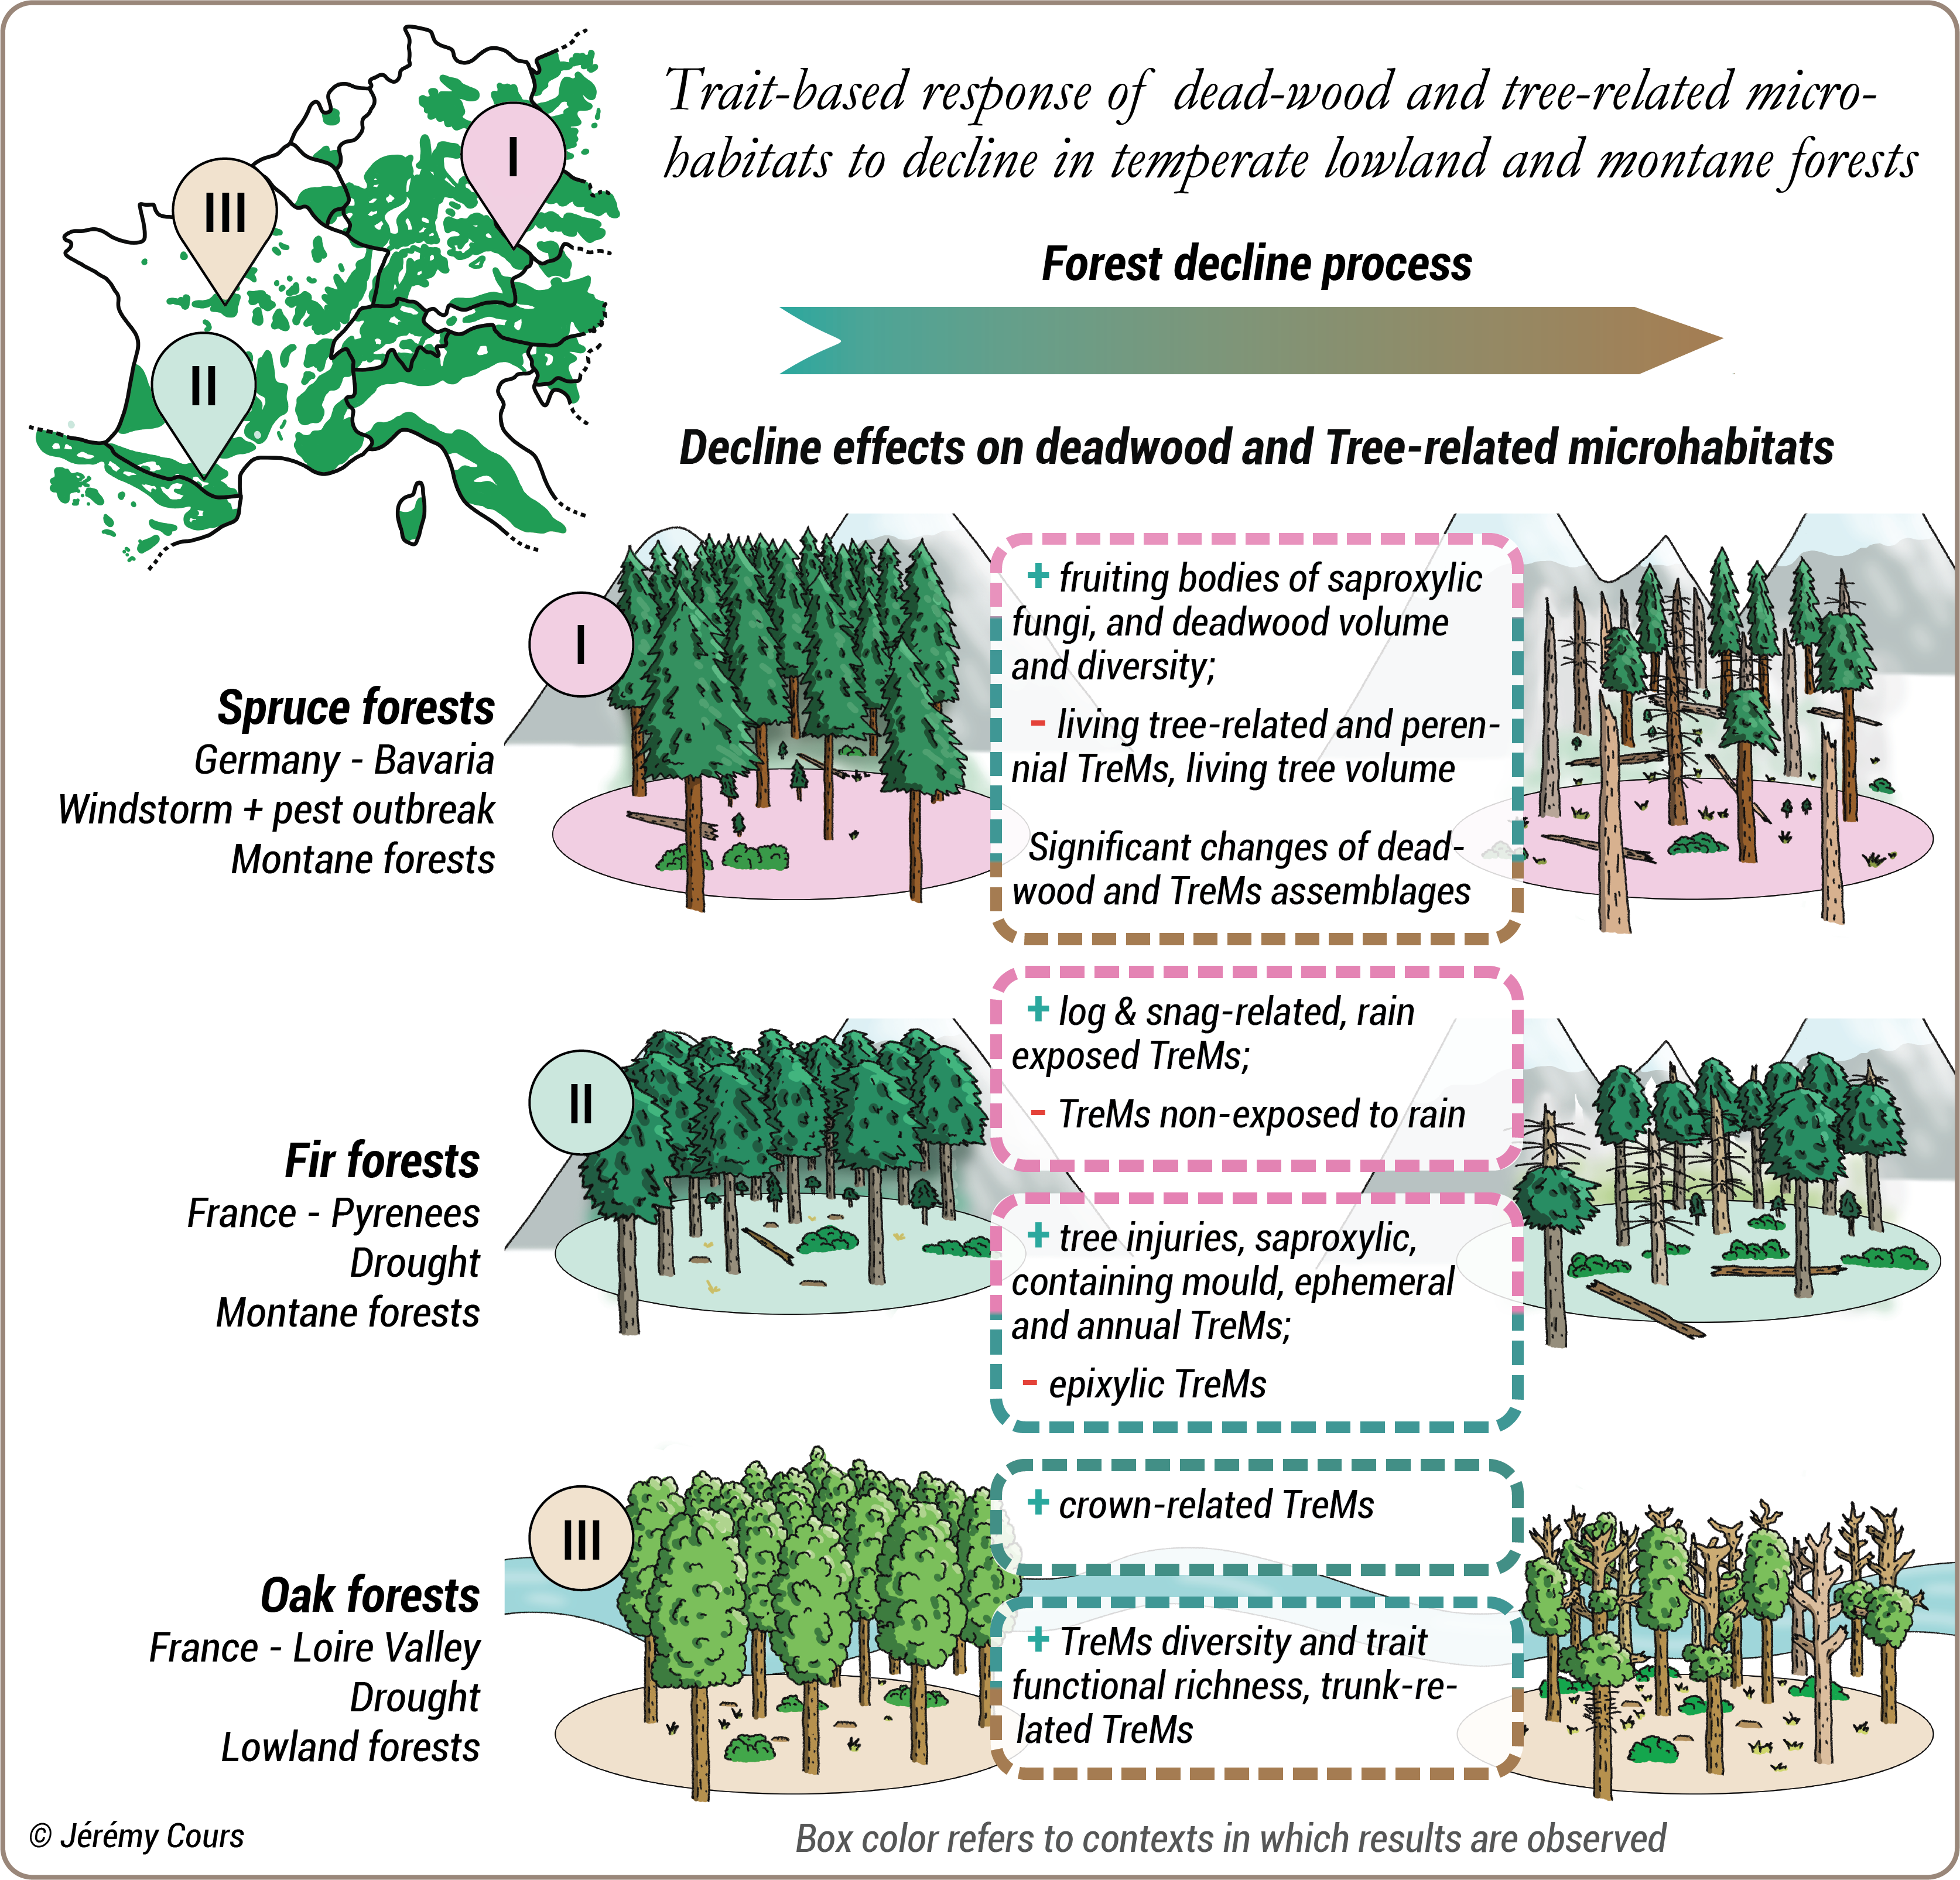 Trait-based response of dead-wood and tree-related micro-
habitats to decline in temperate lowland and montane forests
I
III
II
Forest decline process
Decline effects on deadwood and Tree-related microhabitats
I
Spruce forests
Germany - Bavaria
Windstorm + pest outbreak
Montane forests
+ fruiting bodies of saproxylic
fungi, and deadwood volume
and diversity;
- living tree-related and peren-
nial TreMs, living tree volume
Significant changes of dead-
wood and TreMs assemblages
II
Fir forests
France - Pyrenees
Drought
Montane forests
+ log & snag-related, rain
exposed TreMs;
- TreMs non-exposed to rain
+ tree injuries, saproxylic,
containing mould, ephemeral
and annual TreMs;
- epixylic TreMs
III
Oak forests
France - Loire Valley
Drought
Lowland forests
+ crown-related TreMs
+ TreMs diversity and trait
functional richness, trunk-re-
lated TreMs
© Jérémy Cours
Box color refers to contexts in which results are observed